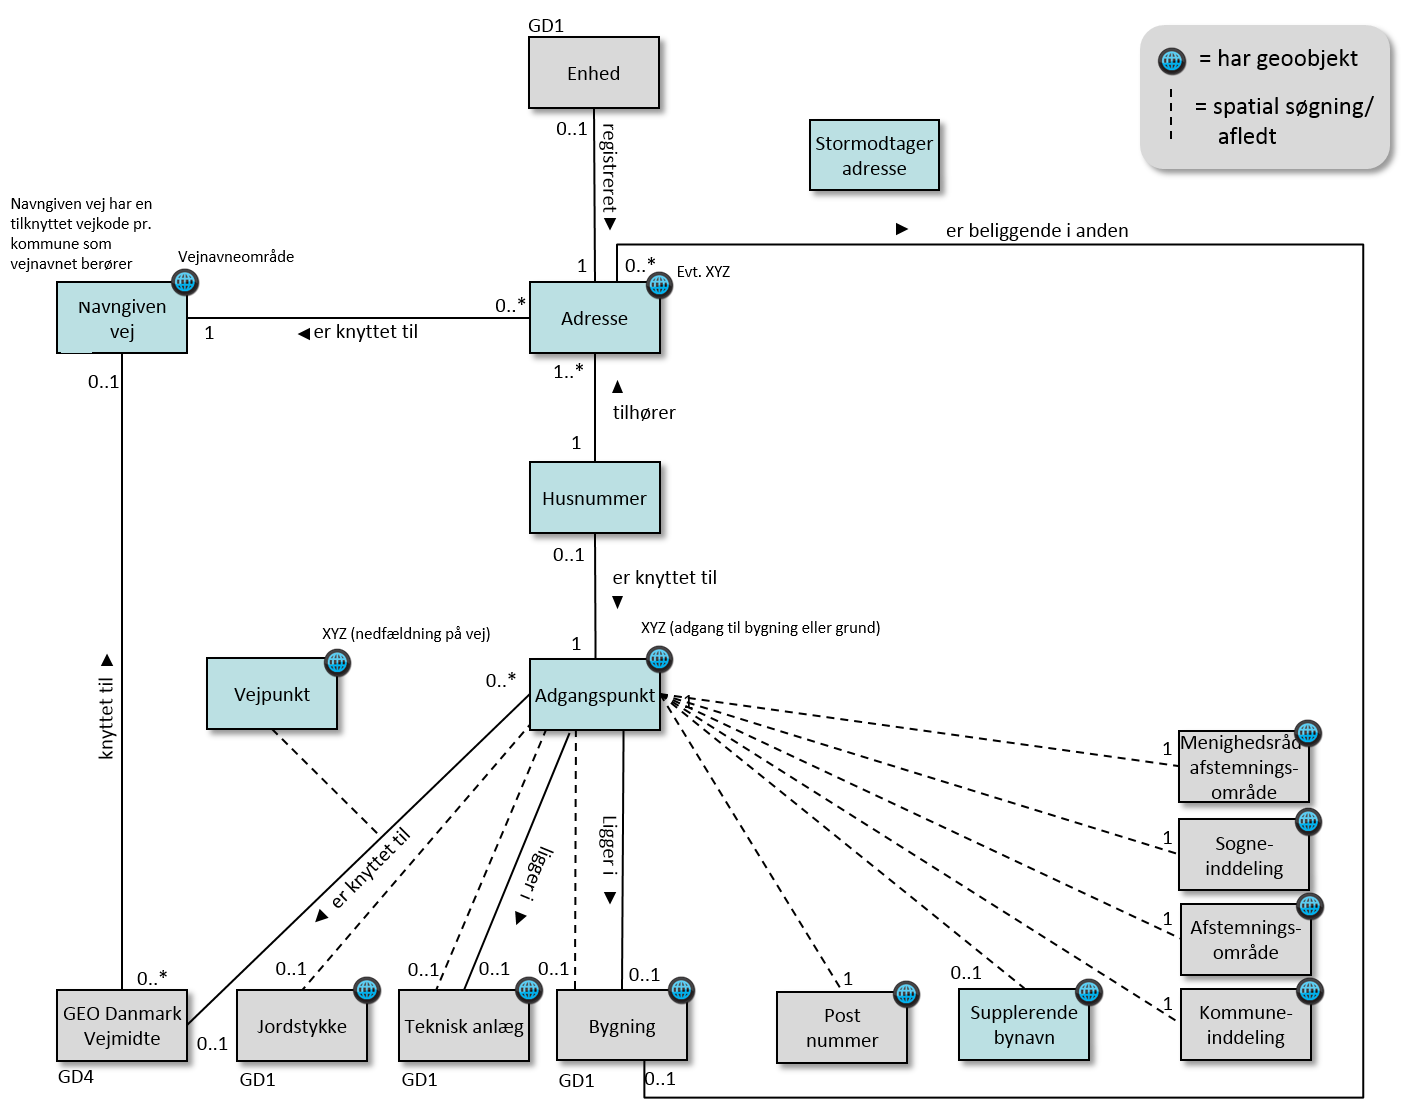 GD1
Enhed
= har geoobjekt
= spatial søgning/
afledt
0..1
registreret
Stormodtager
adresse
Navngiven vej har en
tilknyttet vejkode pr.
kommune som
vejnavnet berører
Vejnavneområde
er beliggende i anden
1
0..*
Evt. XYZ
Navngiven
vej
1
er knyttet til
0..*
Adresse
0..1
1..*
tilhører
1
Husnummer
0..1
er knyttet til
XYZ (nedfældning på vej)
1
XYZ (adgang til bygning eller grund)
knyttet til
Vejpunkt
0..*
Adgangspunkt
1
1
Menighedsråd
afstemnings-
område
er knyttet til
ligger i
Ligger i
1
Sogne-
inddeling
1
Afstemnings-
område
0..*
0..1
0..1
0..1
0..1
0..1
1
0..1
1
GEO Danmark
Vejmidte
0..1
Jordstykke
Teknisk anlæg
Bygning
Post
nummer
Supplerende
bynavn
Kommune-
inddeling
GD4
GD1
GD1
GD1
0..1